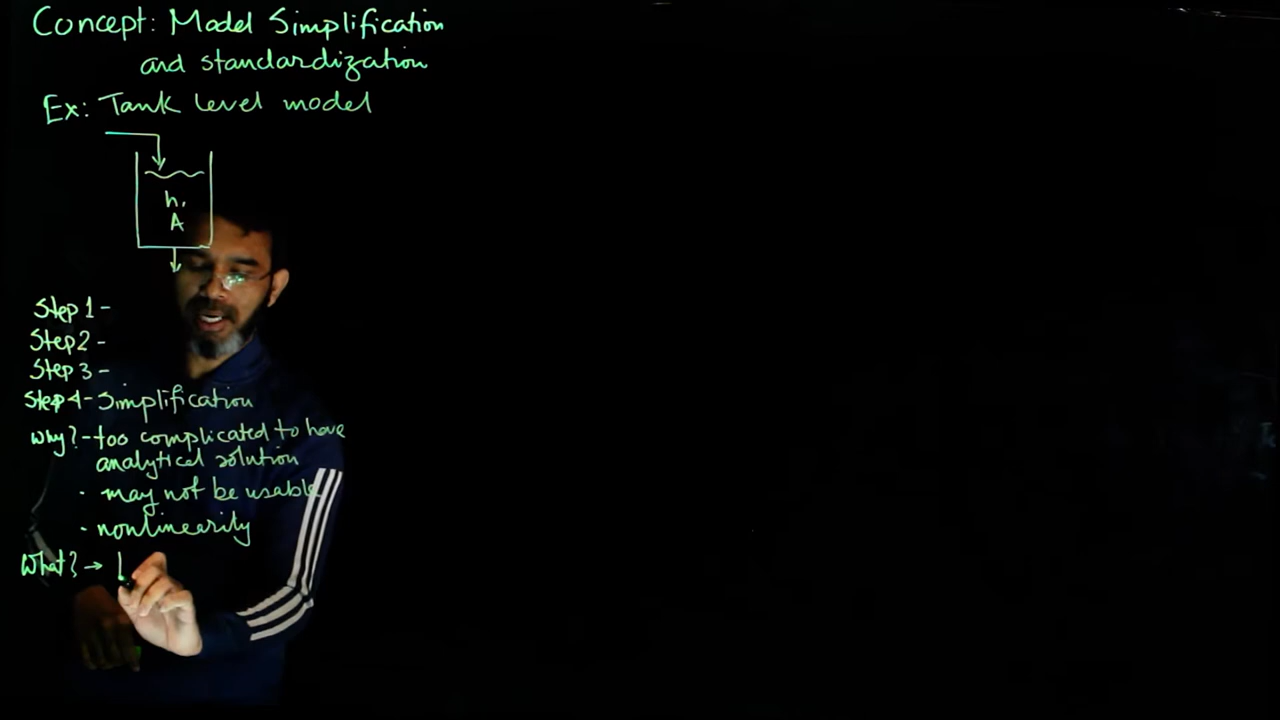 Concept: Model Simplification
and standardization
Ex: Tank level model
h,
A
Step 1 -
Step 2 -
Step 3 -
Step 4 - Simplification
Why? - too complicated to have
analytical solution
· may not be usable
· nonlinearity
What? →